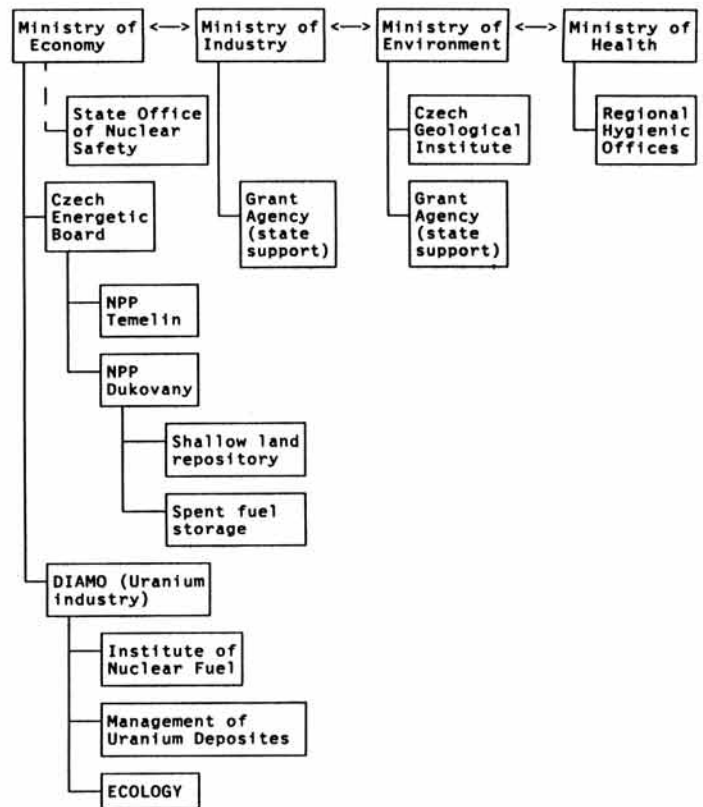 Ministry of
Economy
<-->
Ministry of
Industry
<-->
Ministry of
Environment
<-->
Ministry of
Health
State Office
of Nuclear
Safety
Czech
Geological
Institute
Regional
Hygienic
Offices
Czech
Energetic
Board
Grant
Agency
(state
support)
Grant
Agency
(state
support)
NPP
Temelin
NPP
Dukovany
Shallow land
repository
Spent fuel
storage
DIAMO (Uranium
industry)
Institute of
Nuclear Fuel
Management of
Uranium Deposites
ECOLOGY